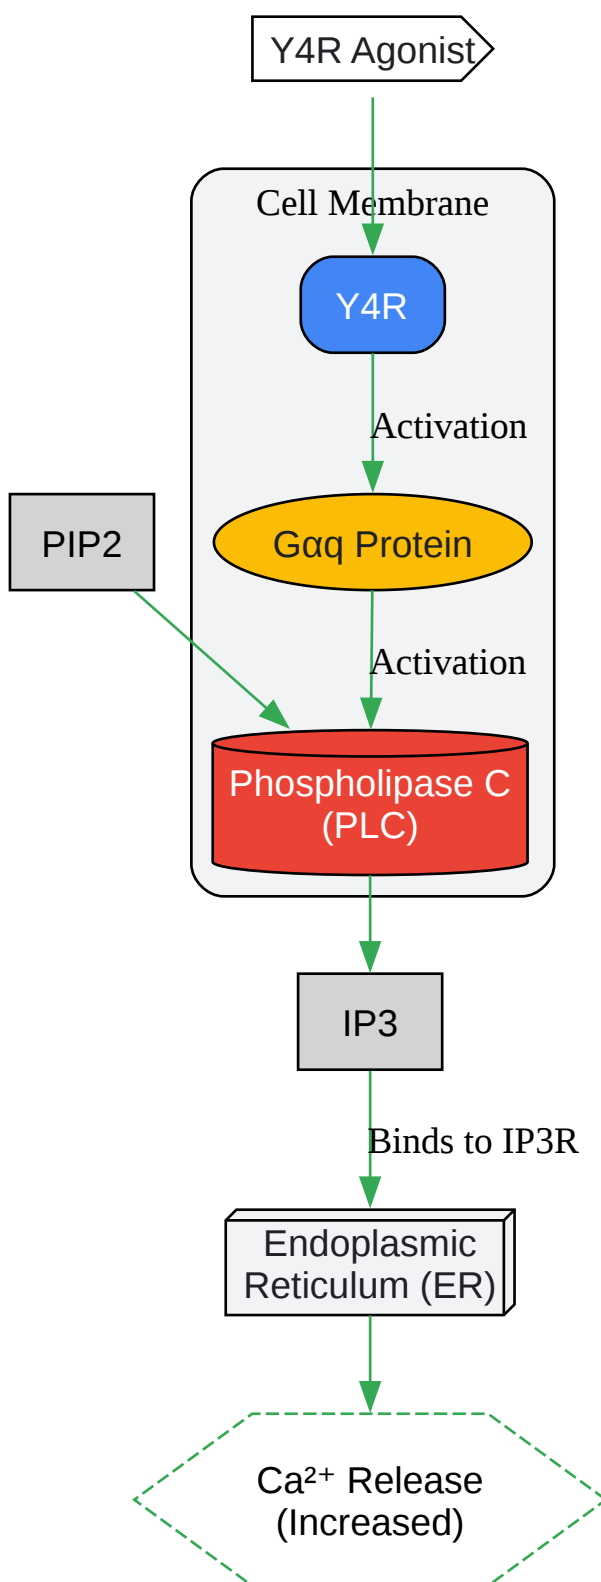 Y4R Agonist
Cell Membrane
Y4R
Activation
PIP2
Gαq Protein
Activation
Phospholipase C
(PLC)
IP3
Binds to IP3R
Endoplasmic
Reticulum (ER)
Ca²⁺ Release
(Increased)